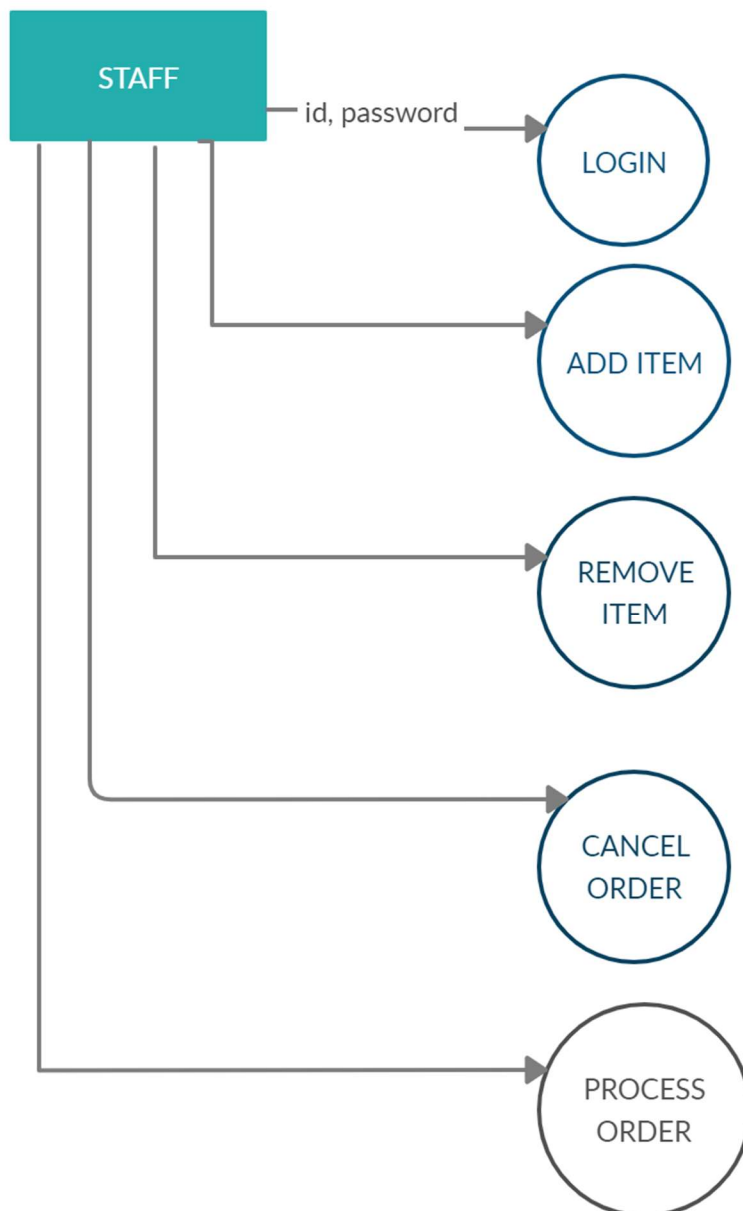 STAFF
id, password
LOGIN
ADD ITEM
REMOVE
ITEM
CANCEL
ORDER
PROCESS
ORDER